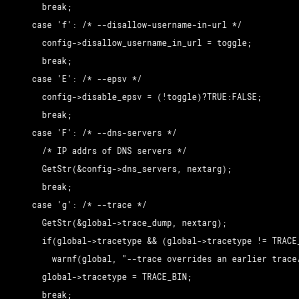 break;
case 'f': /* --disallow-username-in-url */
config->disallow_username_in_url = toggle;
break;
case 'E': /* --epsv */
config->disable_epsv = (!toggle)?TRUE:FALSE;
break;
case 'F': /* --dns-servers */
/* IP addrs of DNS servers */
GetStr(&config->dns_servers, nextarg);
break;
case 'g': /* --trace */
GetStr(&global->trace_dump, nextarg);
if(global->tracetype && (global->tracetype != TRACE_
warnf(global, "--trace overrides an earlier trace/
global->tracetype = TRACE_BIN;
break;